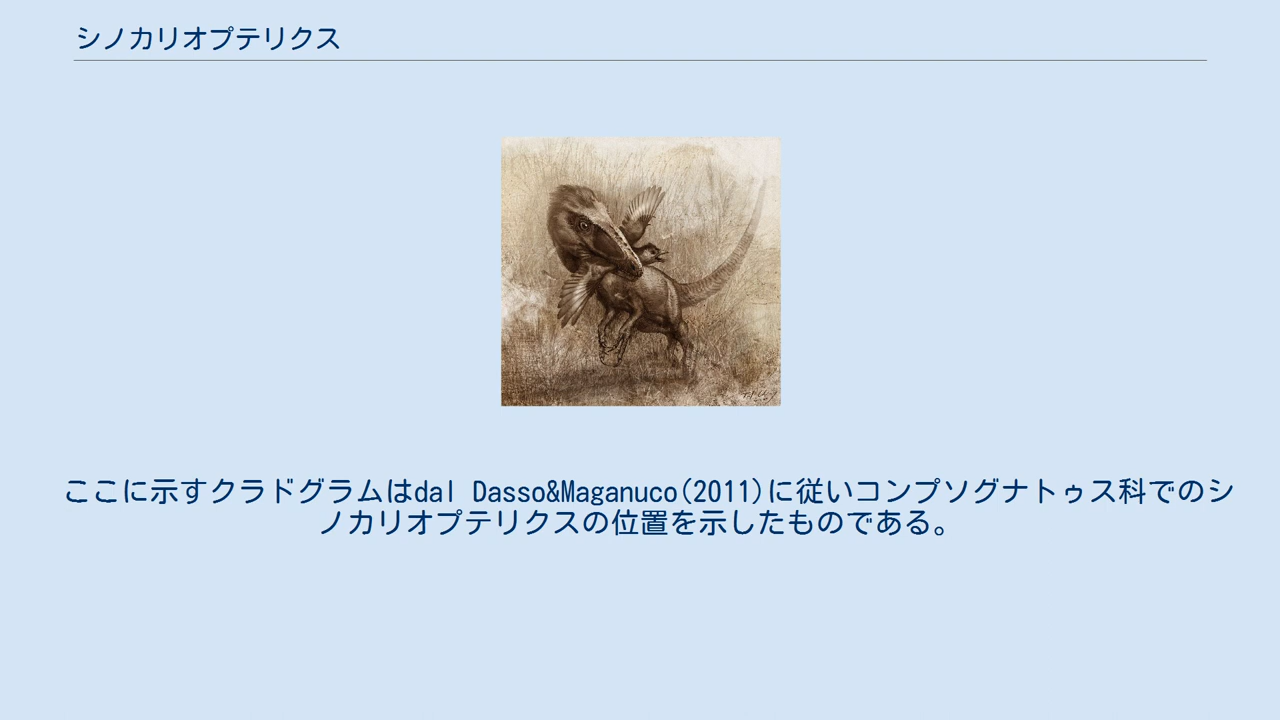 シノカリオプテリクス
ここに示すクラドグラムはdal Dasso&Maganuco(2011)に従いコンプソグナトゥス科でのシ
ノカリオプテリクスの位置を示したものである。